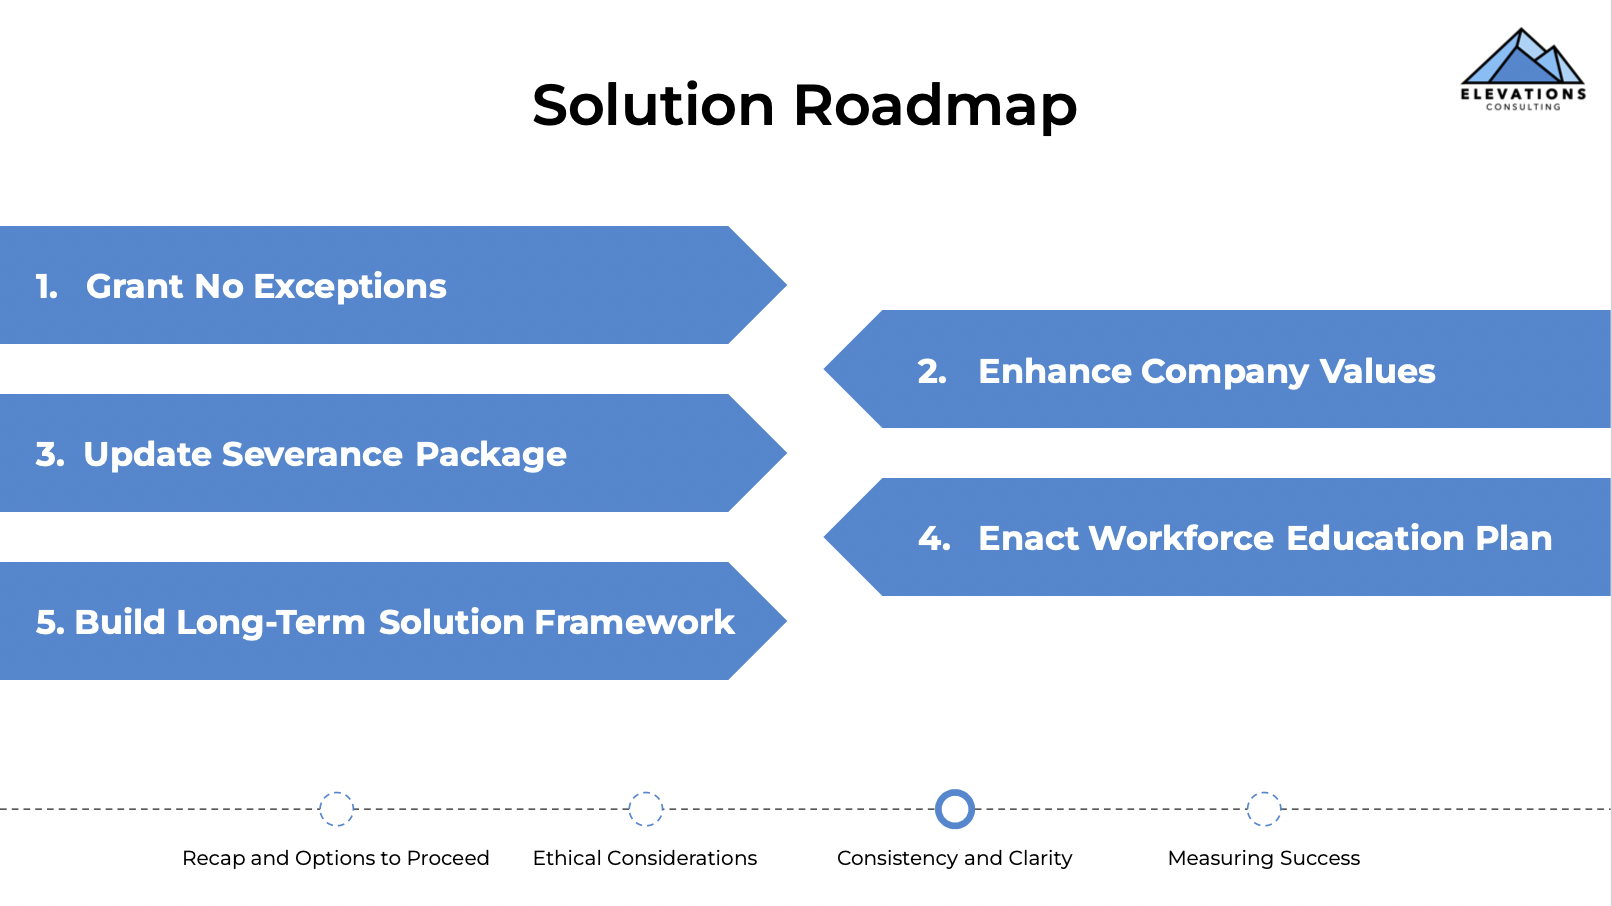 ELEVATIONS
CONSULTING
Solution Roadmap
1. Grant No Exceptions
2. Enhance Company Values
3. Update Severance Package
4. Enact Workforce Education Plan
5. Build Long-Term Solution Framework
Recap and Options to Proceed
Ethical Considerations
Consistency and Clarity
Measuring Success